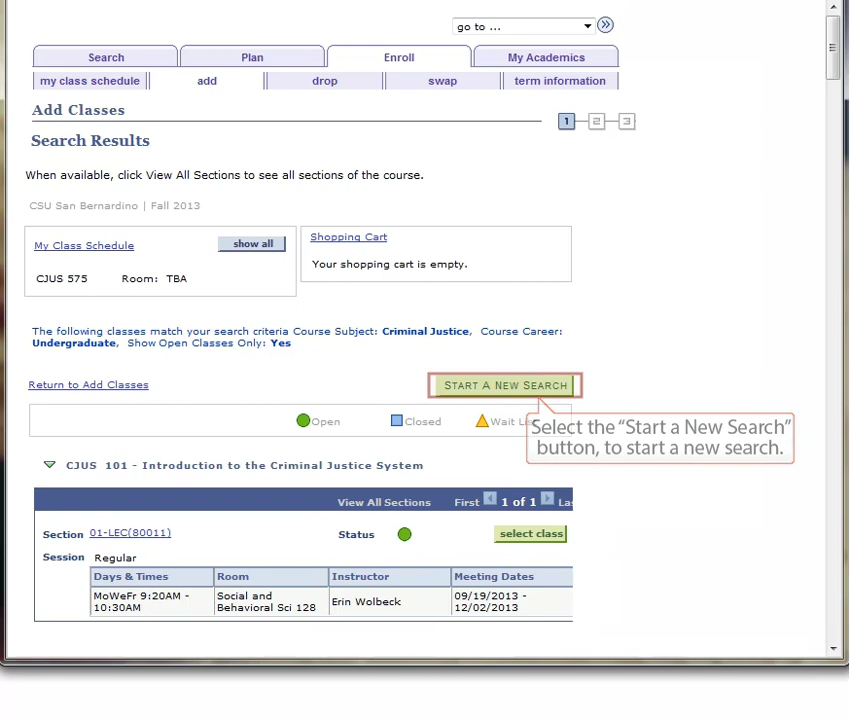 go to ...
Search Plan Enroll My Academics
my class schedule add drop swap term information
Add Classes
1 2 3
Search Results
When available, click View All Sections to see all sections of the course.
CSU San Bernardino | Fall 2013
My Class Schedule show all
CJUS 575 Room: TBA
Shopping Cart
Your shopping cart is empty.
The following classes match your search criteria Course Subject: Criminal Justice, Course Career:
Undergraduate, Show Open Classes Only: Yes
Return to Add Classes START A NEW SEARCH
Open Closed Wait Li
Select the “Start a New Search”
button, to start a new search.
CJUS 101 - Introduction to the Criminal Justice System
View All Sections First 1 of 1 Las
Section 01-LEC(80011) Status select class
Session Regular
Days & Times Room Instructor Meeting Dates
MoWeFr 9:20AM -
10:30AM
Social and
Behavioral Sci 128
Erin Wolbeck
09/19/2013 -
12/02/2013